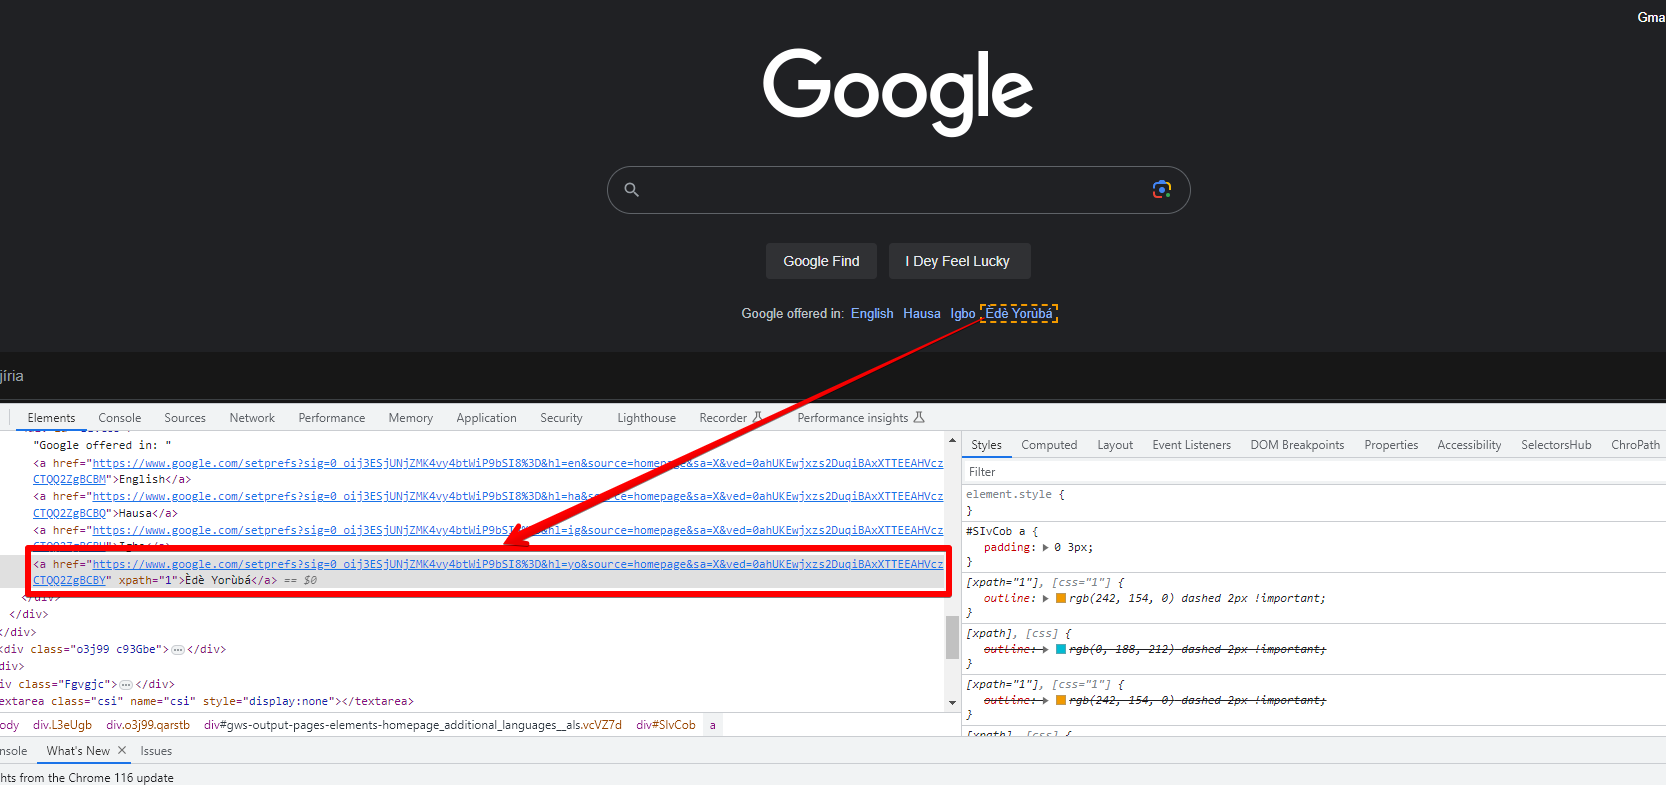 Gma
Google
Google Find
I Dey Feel Lucky
Google offered in: English Hausa Igbo Èdè Yorùbá
jíria
Elements Console Sources Network Performance Memory Application Security Lighthouse Recorder Performance insights
"Google offered in: "
<a href="https://www.google.com/setprefs?sig=0_oij3ESjUNjZMK4vy4btWiP9bSI8%3D&hl=en&source=homepage&sa=X&ved=0ahUKEwjxzs2DuqiBAxXTTEEAHVcz
CTQQ2ZgBCBM">English</a>
<a href="https://www.google.com/setprefs?sig=0_oij3ESjUNjZMK4vy4btWiP9bSI8%3D&hl=ha&source=homepage&sa=X&ved=0ahUKEwjxzs2DuqiBAxXTTEEAHVcz
CTQQ2ZgBCBQ">Hausa</a>
<a href="https://www.google.com/setprefs?sig=0_oij3ESjUNjZMK4vy4btWiP9bSI8%3D&hl=ig&source=homepage&sa=X&ved=0ahUKEwjxzs2DuqiBAxXTTEEAHVcz
<a href="https://www.google.com/setprefs?sig=0_oij3ESjUNjZMK4vy4btWiP9bSI8%3D&hl=yo&source=homepage&sa=X&ved=0ahUKEwjxzs2DuqiBAxXTTEEAHVcz
CTQQ2ZgBCBY" xpath="1">Èdè Yorùbá</a> == $0
</div>
</div>
</div>
<div class="o3j99 c93Gbe">…</div>
div>
iv class="Fgvgjc">…</div>
extarea class="csi" name="csi" style="display:none"></textarea>
ody div.L3eUgb div.o3j99.qarstb div#gws-output-pages-elements-homepage_additional_languages__als.vcVZ7d div#SIvCob a
nsole What's New × Issues
hts from the Chrome 116 update
Styles Computed Layout Event Listeners DOM Breakpoints Properties Accessibility SelectorsHub ChroPath
Filter
element.style {
}
#SIvCob a {
padding: 0 3px;
}
[xpath="1"], [css="1"] {
outline: rgb(242, 154, 0) dashed 2px !important;
}
[xpath], [css] {
outline: rgb(0, 188, 212) dashed 2px !important;
}
[xpath="1"], [css="1"] {
outline: rgb(242, 154, 0) dashed 2px !important;
}
[xpath], [css] {